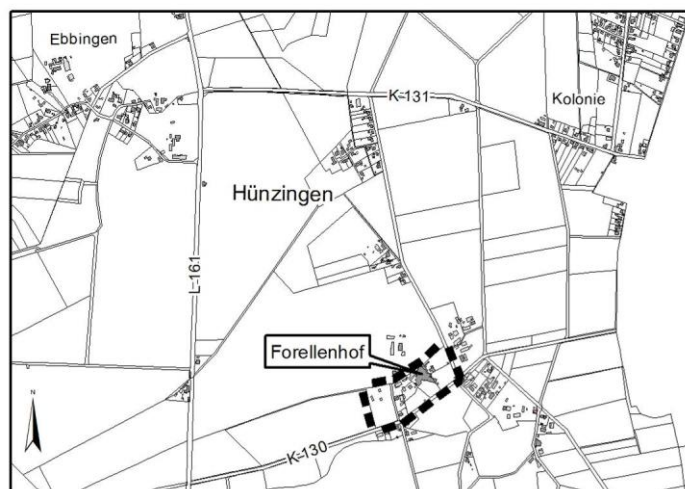 Ebbingen
K-131
Kolonie
Hünzingen
L-161
Forellenhof
N
K-130